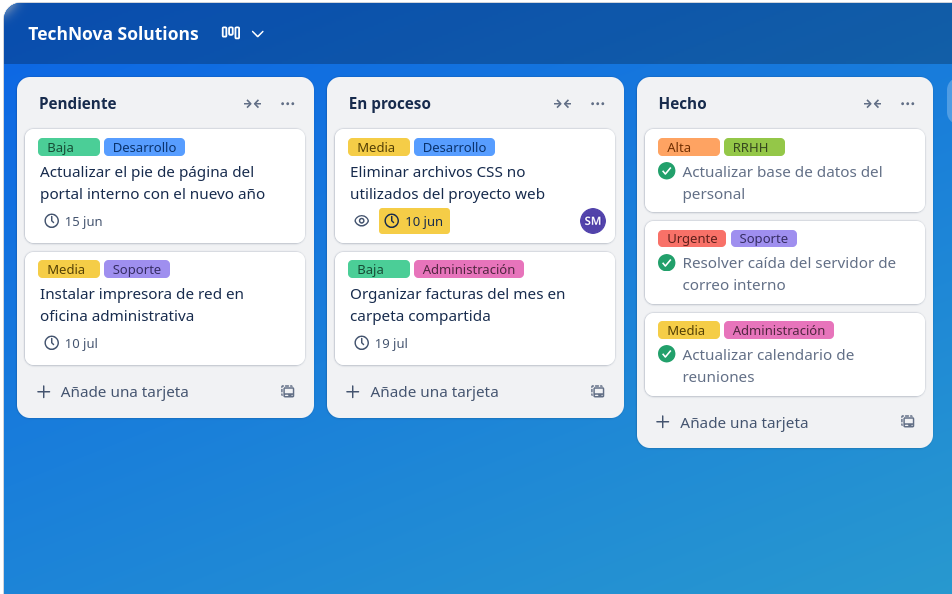 TechNova Solutions
Pendiente
Baja Desarrollo
Actualizar el pie de página del
portal interno con el nuevo año
15 jun
Media Soporte
Instalar impresora de red en
oficina administrativa
10 jul
Añade una tarjeta
En proceso
Media Desarrollo
Eliminar archivos CSS no
utilizados del proyecto web
10 jun SM
Baja Administración
Organizar facturas del mes en
carpeta compartida
19 jul
Añade una tarjeta
Hecho
Alta RRHH
Actualizar base de datos del
personal
Urgente Soporte
Resolver caída del servidor de
correo interno
Media Administración
Actualizar calendario de
reuniones
Añade una tarjeta